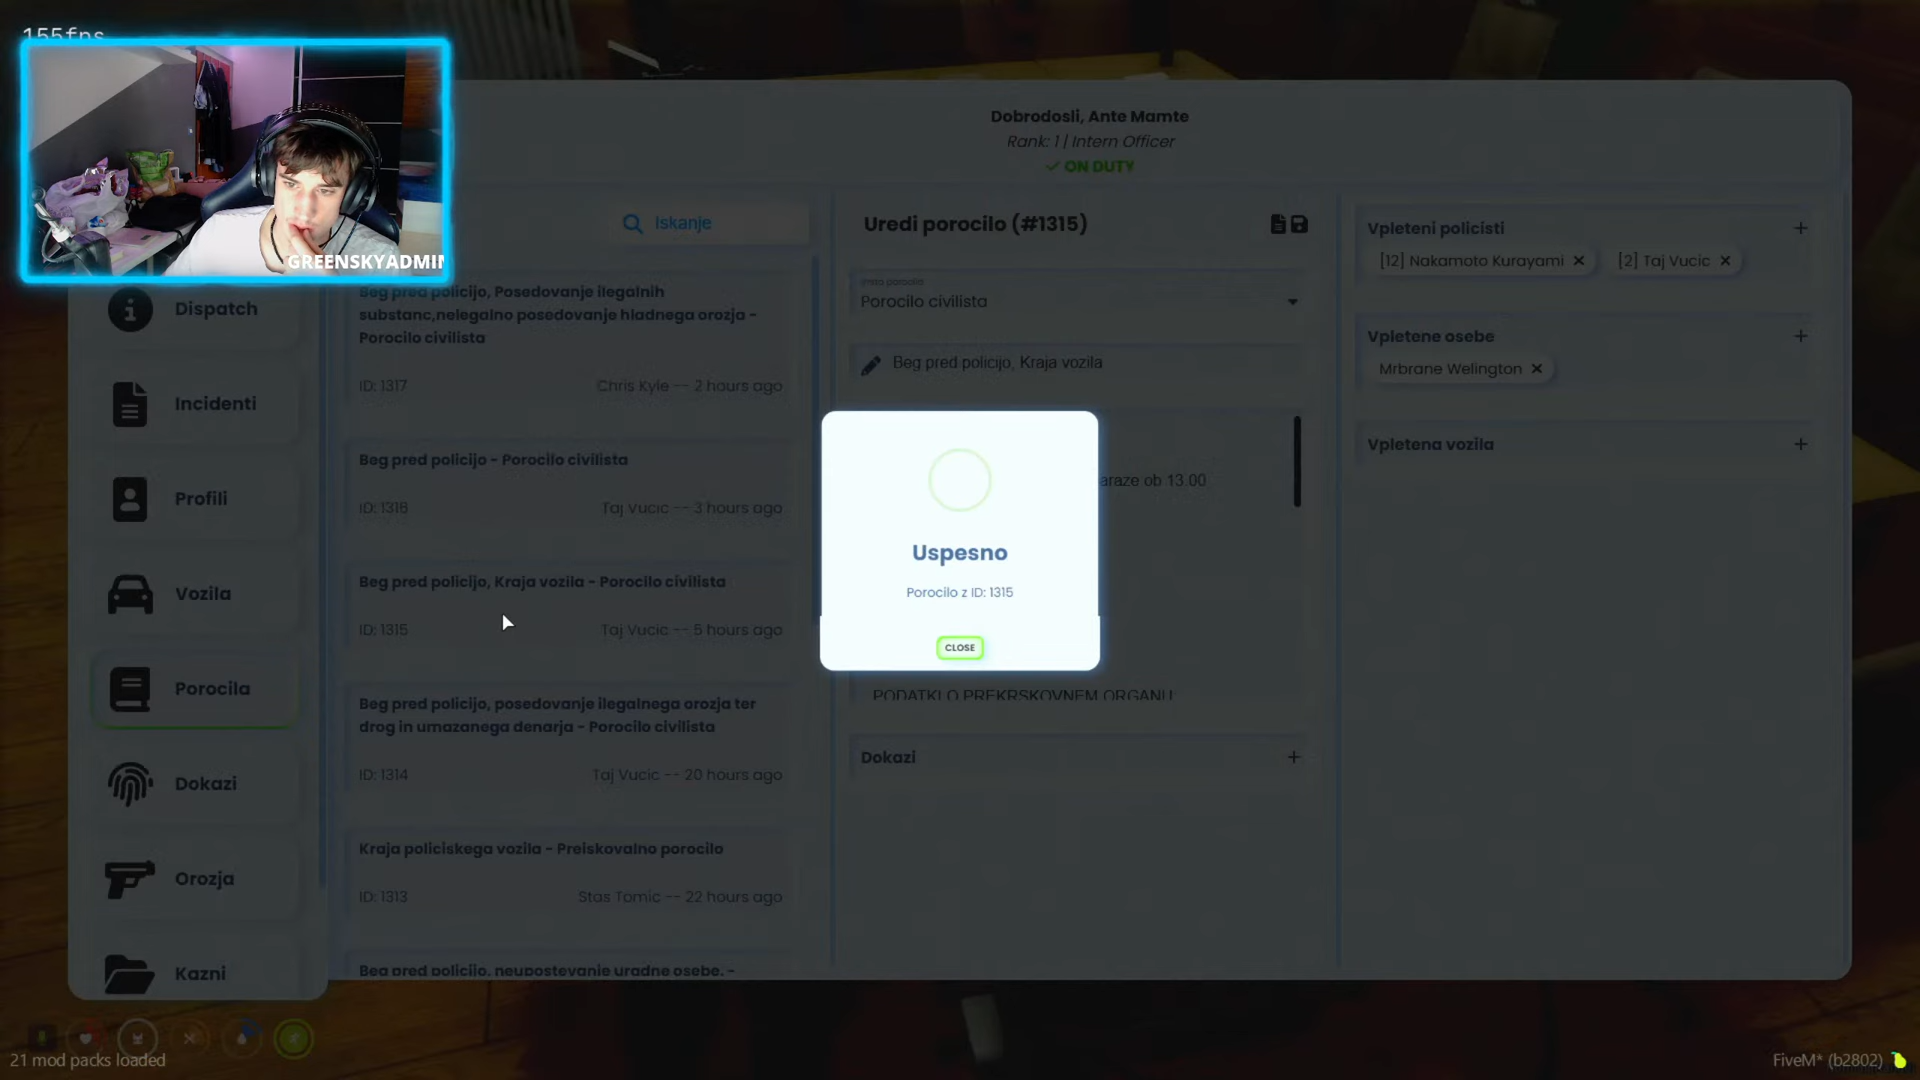 155fps
GREENSKYADMIN
Dobrodosli, Ante Mamte
Rank: 1 | Intern Officer
ON DUTY
Dispatch
Incidenti
Profili
Vozila
Porocila
Dokazi
Orozja
Kazni
Iskanje
Beg pred policijo, Posedovanje ilegalnih
substanc,nelegalno posedovanje hladnega orozja -
Porocilo civilista
ID: 1317
Chris Kyle -- 2 hours ago
Beg pred policijo - Porocilo civilista
ID: 1316
Taj Vucic -- 3 hours ago
Beg pred policijo, Kraja vozila - Porocilo civilista
ID: 1315
Taj Vucic -- 5 hours ago
Beg pred policijo, posedovanje ilegalnega orozja ter
drog in umazanega denarja - Porocilo civilista
ID: 1314
Taj Vucic -- 20 hours ago
Kraja policiskega vozila - Preiskovalno porocilo
ID: 1313
Stas Tomic -- 22 hours ago
Beg pred policijo, neupostevanje uradne osebe, -
Uredi porocilo (#1315)
Porocilo civilista
Beg pred policijo, Kraja vozila
araze ob 13.00
PODATKI O PREKRSKOVNEM ORGANU
Dokazi
Uspesno
Porocilo z ID: 1315
CLOSE
Vpleteni policisti
[12] Nakamoto Kurayami
[2] Taj Vucic
Vpletene osebe
Mrbrane Welington
Vpletena vozila
21 mod packs loaded
FiveM* (b2802)